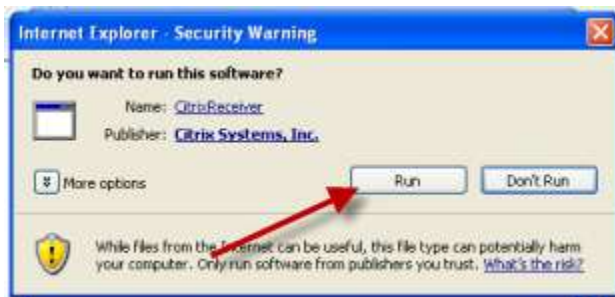 Internet Explorer - Security Warning
Do you want to run this software?
Name: CitrixReceiver
Publisher: Citrix Systems, Inc.
More options
Run
Don't Run
While files from the Internet can be useful, this file type can potentially harm
your computer. Only run software from publishers you trust. What's the risk?